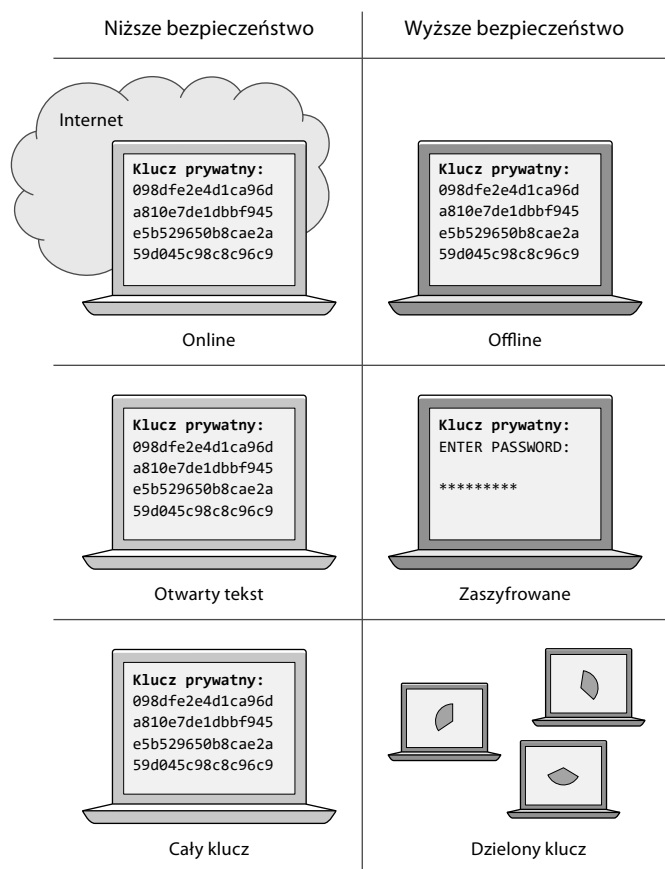 Niższe bezpieczeństwo
Wyższe bezpieczeństwo
Internet
Klucz prywatny:
098dfe2e4d1ca96d
a810e7de1dbbf945
e5b529650b8cae2a
59d045c98c8c96c9
Online
Klucz prywatny:
098dfe2e4d1ca96d
a810e7de1dbbf945
e5b529650b8cae2a
59d045c98c8c96c9
Offline
Klucz prywatny:
098dfe2e4d1ca96d
a810e7de1dbbf945
e5b529650b8cae2a
59d045c98c8c96c9
Otwarty tekst
Klucz prywatny:
ENTER PASSWORD:
*********
Zaszyfrowane
Klucz prywatny:
098dfe2e4d1ca96d
a810e7de1dbbf945
e5b529650b8cae2a
59d045c98c8c96c9
Cały klucz
Dzielony klucz